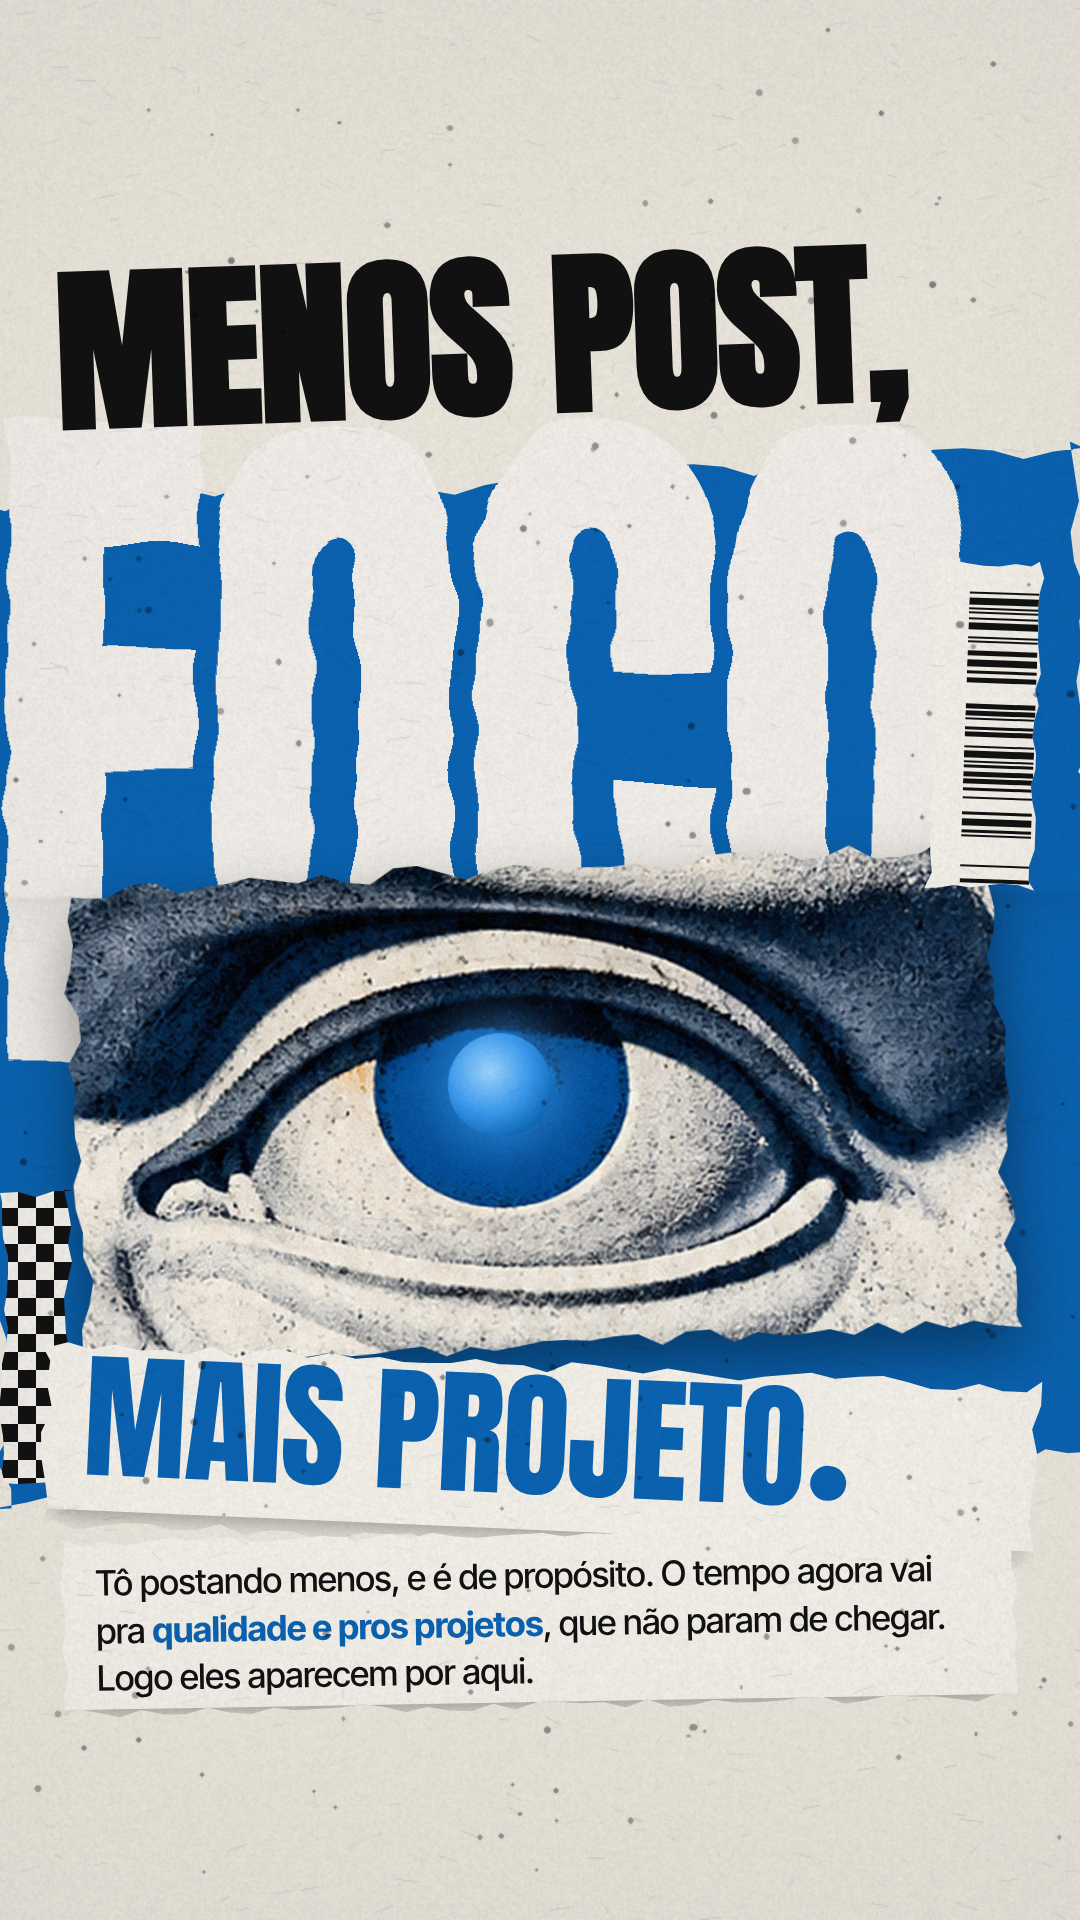 MENOS POST,
FOCO
MAIS PROJETO.
Tô postando menos, e é de propósito. O tempo agora vai
pra qualidade e pros projetos, que não param de chegar.
Logo eles aparecem por aqui.